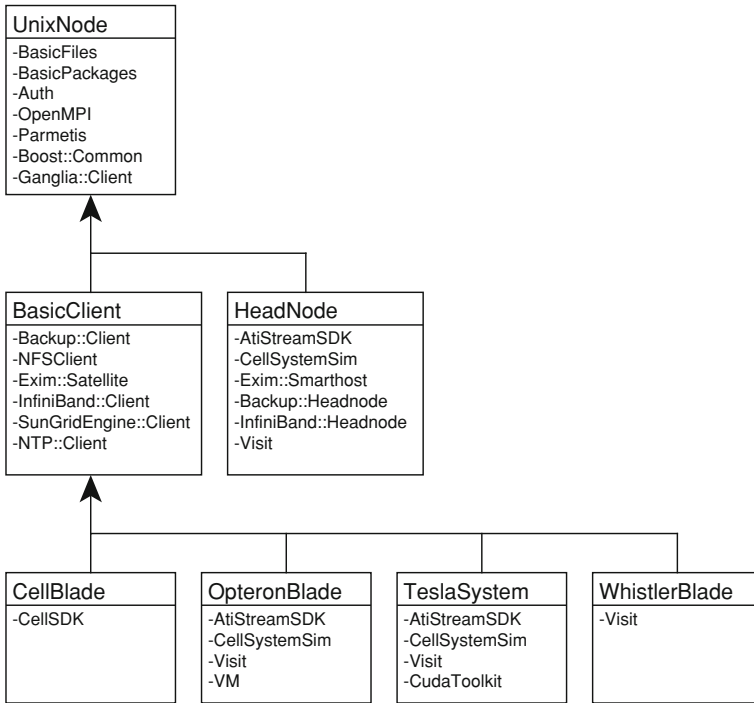 UnixNode
-BasicFiles
-BasicPackages
-Auth
-OpenMPI
-Parmetis
-Boost::Common
-Ganglia::Client
BasicClient
-Backup::Client
-NFSClient
-Exim::Satellite
-InfiniBand::Client
-SunGridEngine::Client
-NTP::Client
HeadNode
-AtiStreamSDK
-CellSystemSim
-Exim::Smarthost
-Backup::Headnode
-InfiniBand::Headnode
-Visit
CellBlade
-CellSDK
OpteronBlade
-AtiStreamSDK
-CellSystemSim
-Visit
-VM
TeslaSystem
-AtiStreamSDK
-CellSystemSim
-Visit
-CudaToolkit
WhistlerBlade
-Visit